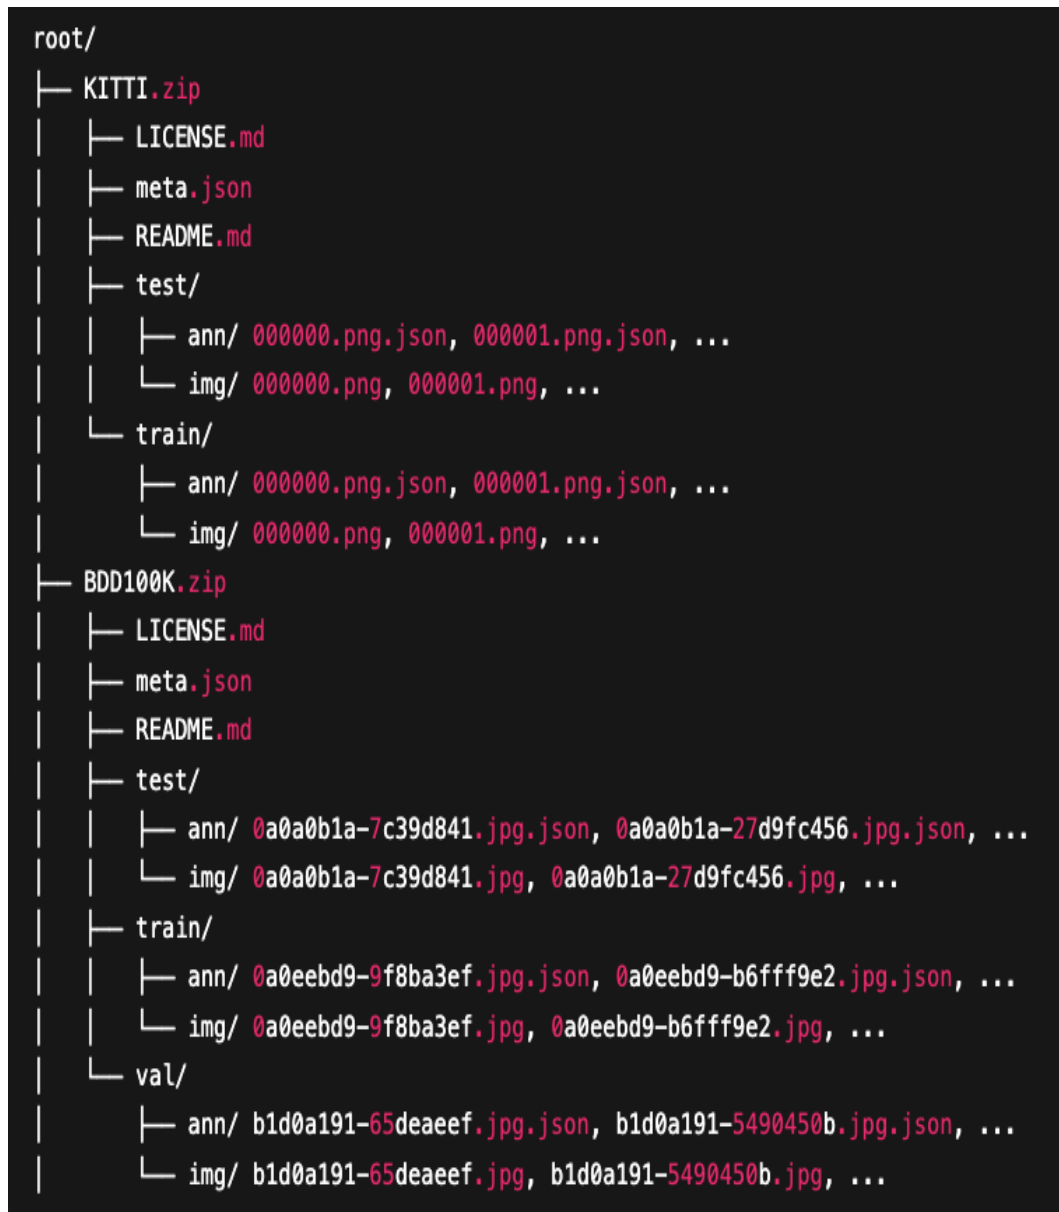 root/
├── KITTI.zip
│   ├── LICENSE.md
│   ├── meta.json
│   ├── README.md
│   ├── test/
│   │   ├── ann/ 000000.png.json, 000001.png.json, ...
│   │   └── img/ 000000.png, 000001.png, ...
│   └── train/
│       ├── ann/ 000000.png.json, 000001.png.json, ...
│       └── img/ 000000.png, 000001.png, ...
├── BDD100K.zip
│   ├── LICENSE.md
│   ├── meta.json
│   ├── README.md
│   ├── test/
│   │   ├── ann/ 0a0a0b1a-7c39d841.jpg.json, 0a0a0b1a-27d9fc456.jpg.json, ...
│   │   └── img/ 0a0a0b1a-7c39d841.jpg, 0a0a0b1a-27d9fc456.jpg, ...
│   ├── train/
│   │   ├── ann/ 0a0eebd9-9f8ba3ef.jpg.json, 0a0eebd9-b6fff9e2.jpg.json, ...
│   │   └── img/ 0a0eebd9-9f8ba3ef.jpg, 0a0eebd9-b6fff9e2.jpg, ...
│   └── val/
│       ├── ann/ b1d0a191-65deaeef.jpg.json, b1d0a191-5490450b.jpg.json, ...
│       └── img/ b1d0a191-65deaeef.jpg, b1d0a191-5490450b.jpg, ...